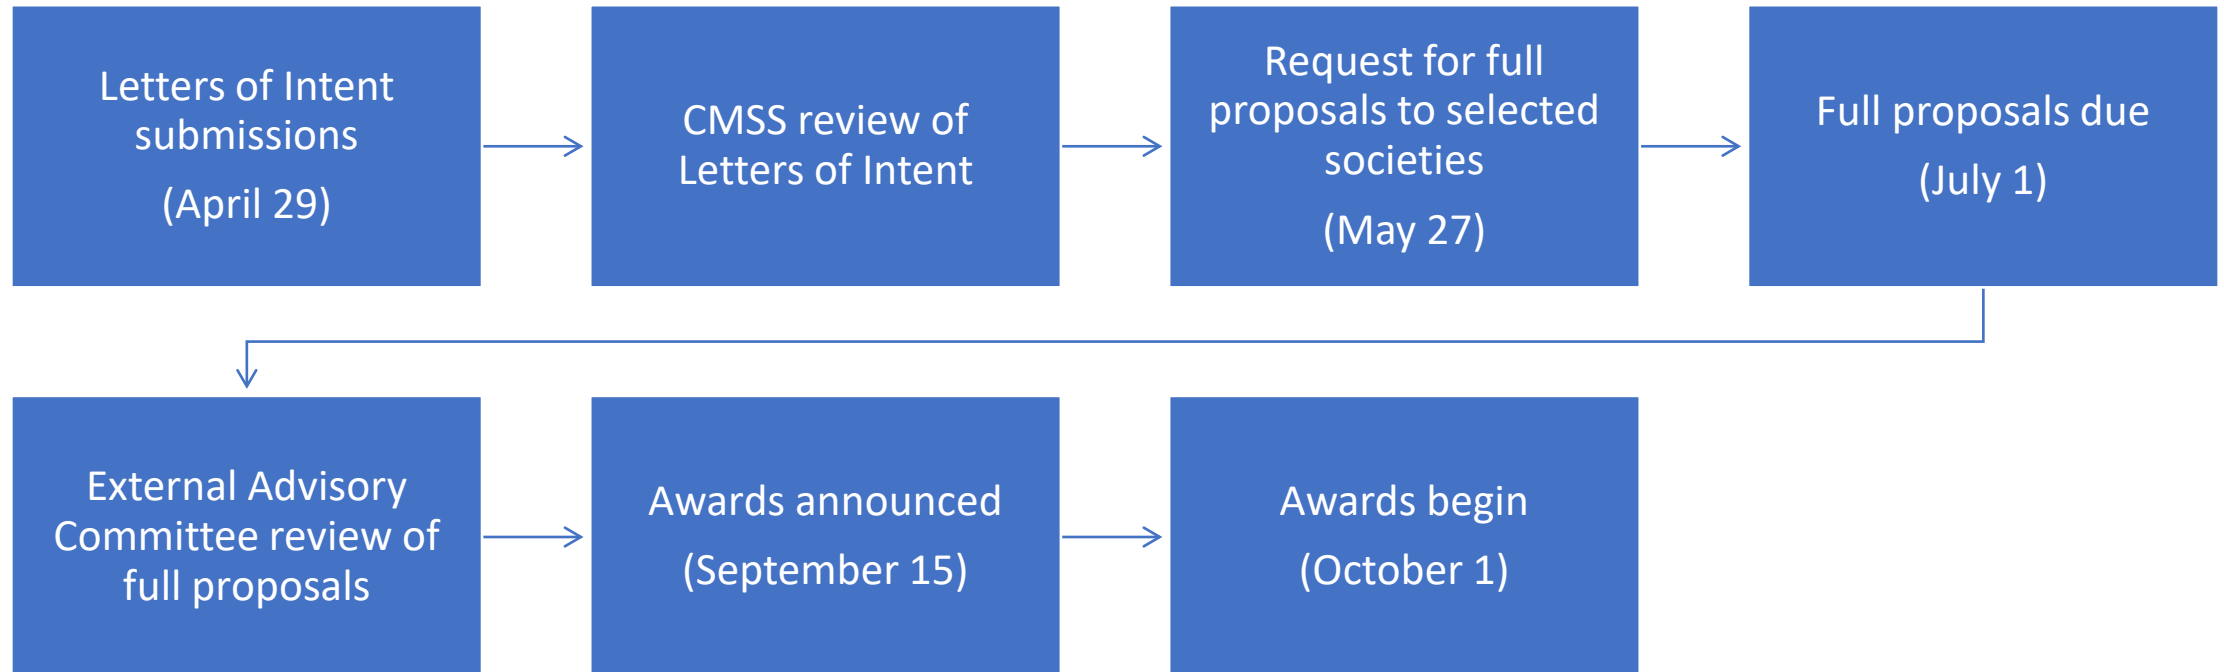 Letters of Intent
submissions
(April 29)
CMSS review of
Letters of Intent
Request for full
proposals to selected
societies
(May 27)
Full proposals due
(July 1)
External Advisory
Committee review of
full proposals
Awards announced
(September 15)
Awards begin
(October 1)